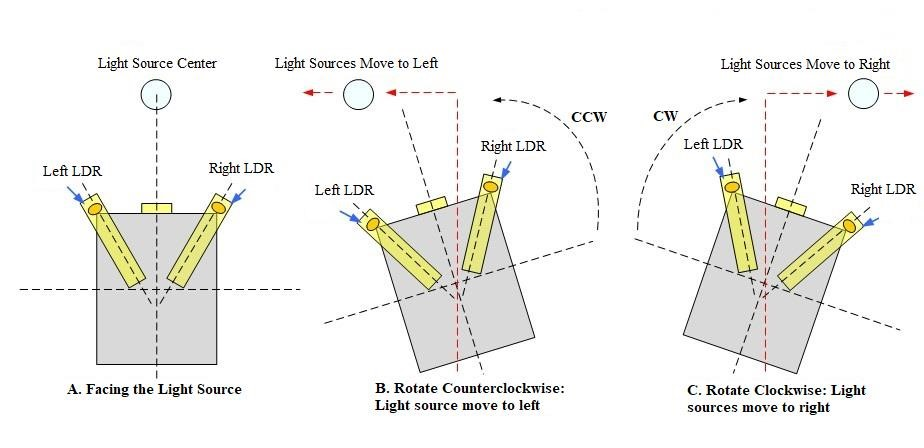 Light Source Center
Light Sources Move to Left
Light Sources Move to Right
CCW
CW
Left LDR
Right LDR
Left LDR
Right LDR
Left LDR
Right LDR
A. Facing the Light Source
B. Rotate Counterclockwise:
Light source move to left
C. Rotate Clockwise: Light
sources move to right